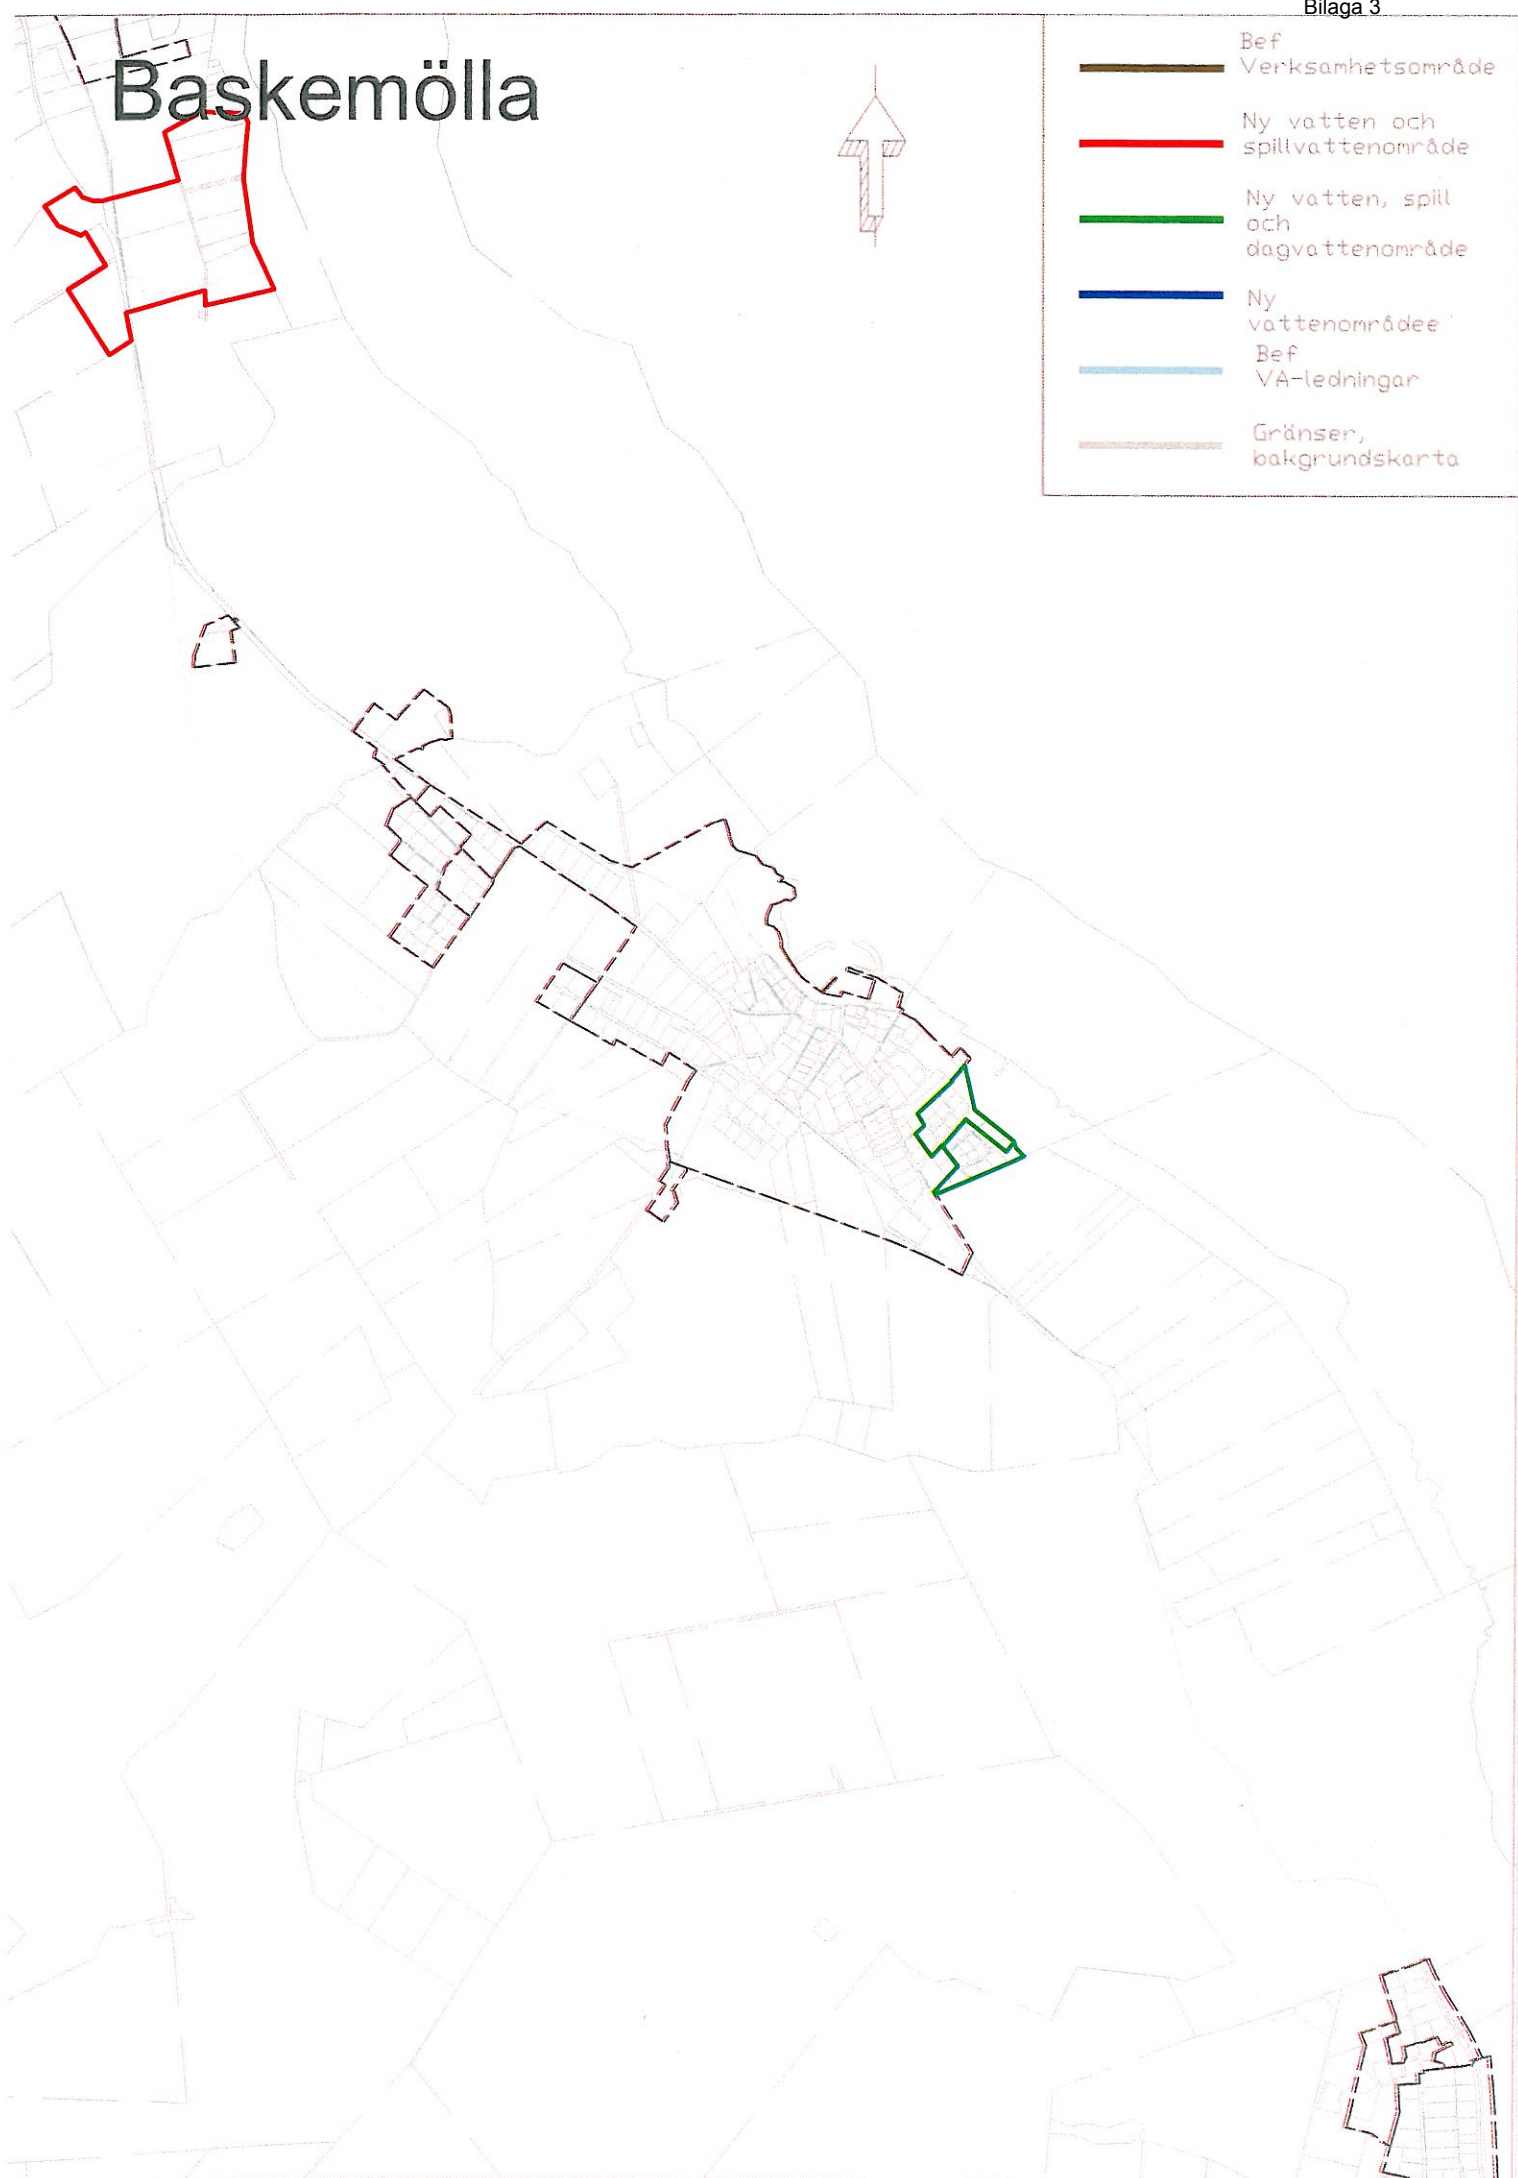 Bilaga 3
Baskemölla
Bef
Verksamhetsområde
Ny vatten och
spillvattenområde
Ny vatten, spill
och
dagvattenområde
Ny
vattenområdee
Bef
VA-ledningar
Gränser,
bakgrundskarta